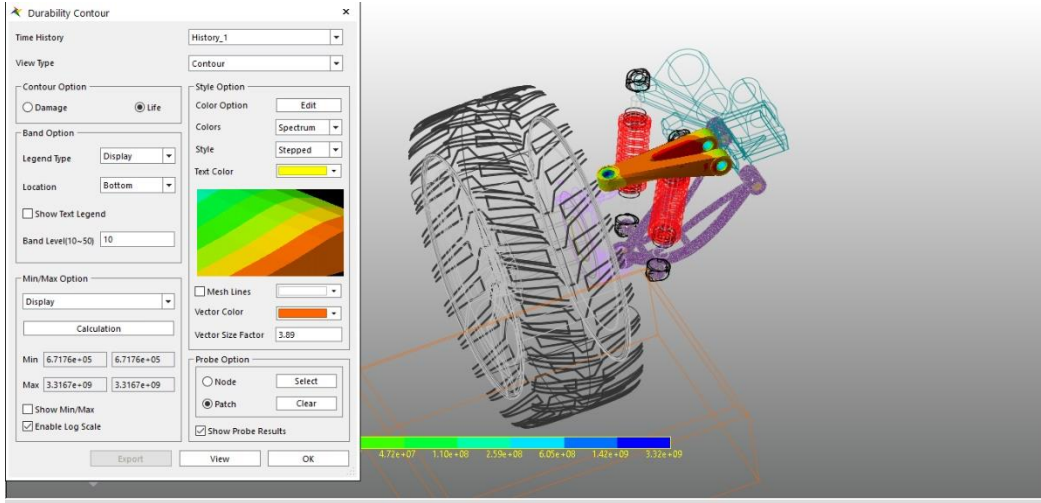 Durability Contour
Time History
History_1
View Type
Contour
Contour Option
Damage
Life
Band Option
Legend Type
Display
Location
Bottom
Show Text Legend
Band Level(10~50)
10
Min/Max Option
Display
Calculation
Min 6.7176e+05 6.7176e+05
Max 3.3167e+09 3.3167e+09
Show Min/Max
Enable Log Scale
Style Option
Color Option
Edit
Colors
Spectrum
Style
Stepped
Text Color
Mesh Lines
Vector Color
Vector Size Factor
3.89
Probe Option
Node
Select
Patch
Clear
Show Probe Results
Export
View
OK
4.72e+07 1.10e+08 2.59e+08 6.05e+08 1.42e+09 3.32e+09